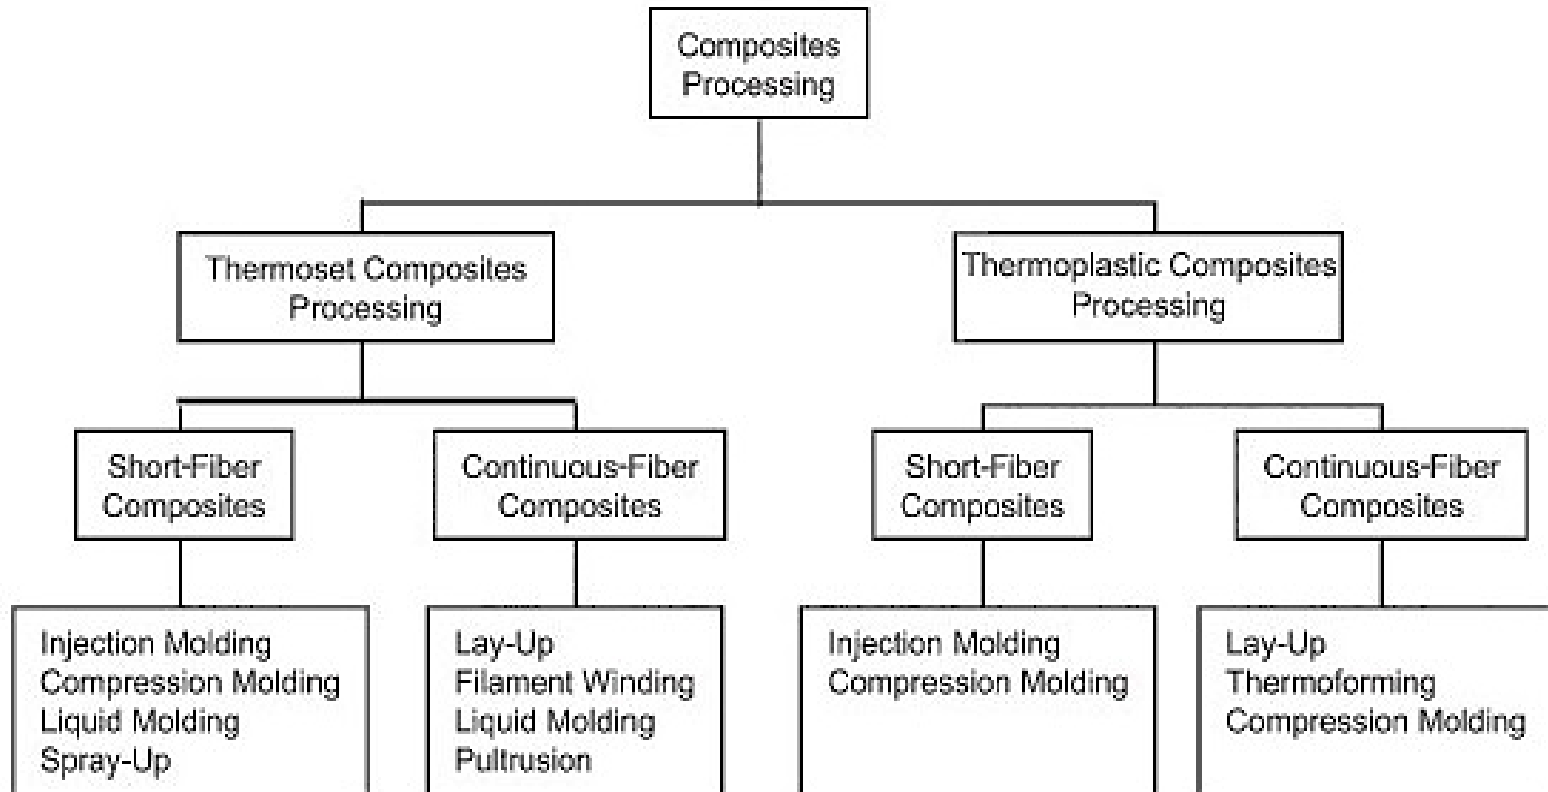 Composites
Processing
Thermoset Composites
Processing
Thermoplastic Composites
Processing
Short-Fiber
Composites
Continuous-Fiber
Composites
Short-Fiber
Composites
Continuous-Fiber
Composites
Injection Molding
Compression Molding
Liquid Molding
Spray-Up
Lay-Up
Filament Winding
Liquid Molding
Pultrusion
Injection Molding
Compression Molding
Lay-Up
Thermoforming
Compression Molding